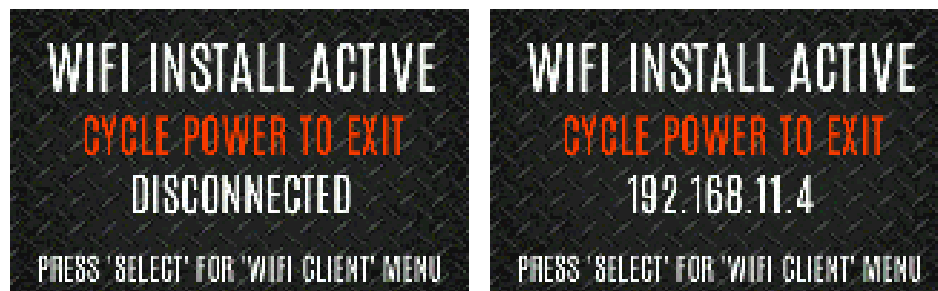 WIFI INSTALL ACTIVE
CYCLE POWER TO EXIT
DISCONNECTED
PRESS 'SELECT' FOR 'WIFI CLIENT' MENU
WIFI INSTALL ACTIVE
CYCLE POWER TO EXIT
192.168.11.4
PRESS 'SELECT' FOR 'WIFI CLIENT' MENU